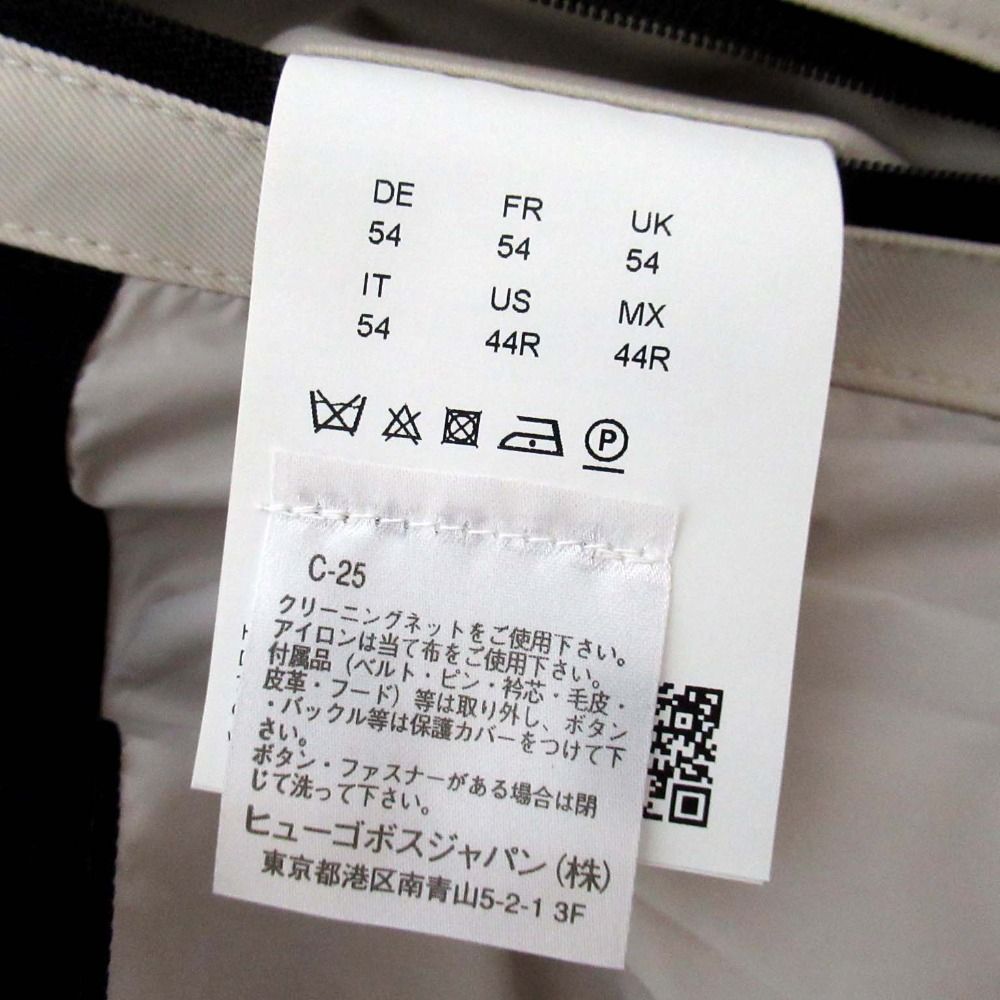 DE FR UK
54 54 54
IT US MX
54 44R 44R
P
C-25
クリーニングネットをご使用下さい。
アイロンは当て布をご使用下さい。
付属品（ベルト・ピン・衿芯・毛皮・
皮革・フード）等は取り外し、ボタン
・バックル等は保護カバーをつけて下
さい。
ボタン・ファスナーがある場合は閉
じて洗って下さい。
ヒューゴボスジャパン（株）
東京都港区南青山5-2-1 3F